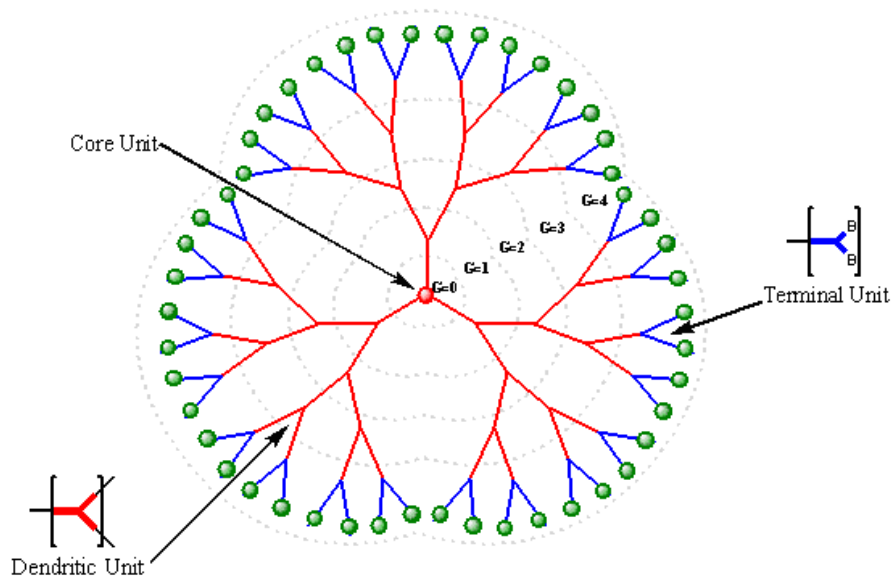 Core Unit
G=4
G=3
G=2
G=1
G=0
B
B
Terminal Unit
Dendritic Unit